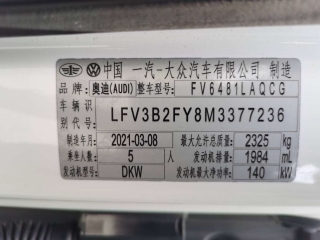 中国 一汽-大众汽车有限公司 制造
品牌 奥迪(AUDI) 整车型号 FV6481LAQCG
车辆识别代号 LFV3B2FY8M3377236
制造年月 2021-03-08 最大允许总质量 2325 kg
乘坐人数 5 人 发动机排量 1984 mL
发动机型号 DKW 发动机最大净功率 140 kW